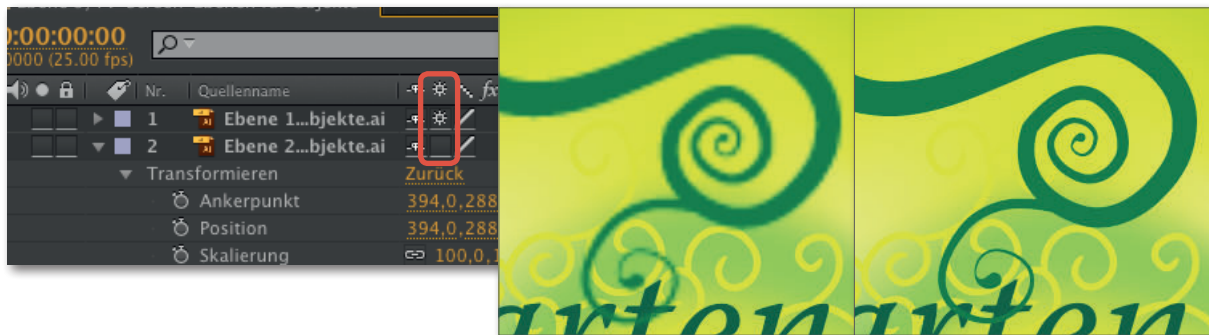 0:00:00:00
0000 (25.00 fps)
Nr. Quellenname fx
1 Ebene 1...bjekte.ai
2 Ebene 2...bjekte.ai
Transformieren Zurück
Ankerpunkt 394,0,288
Position 394,0,288
Skalierung 100,0,1
arten
arten